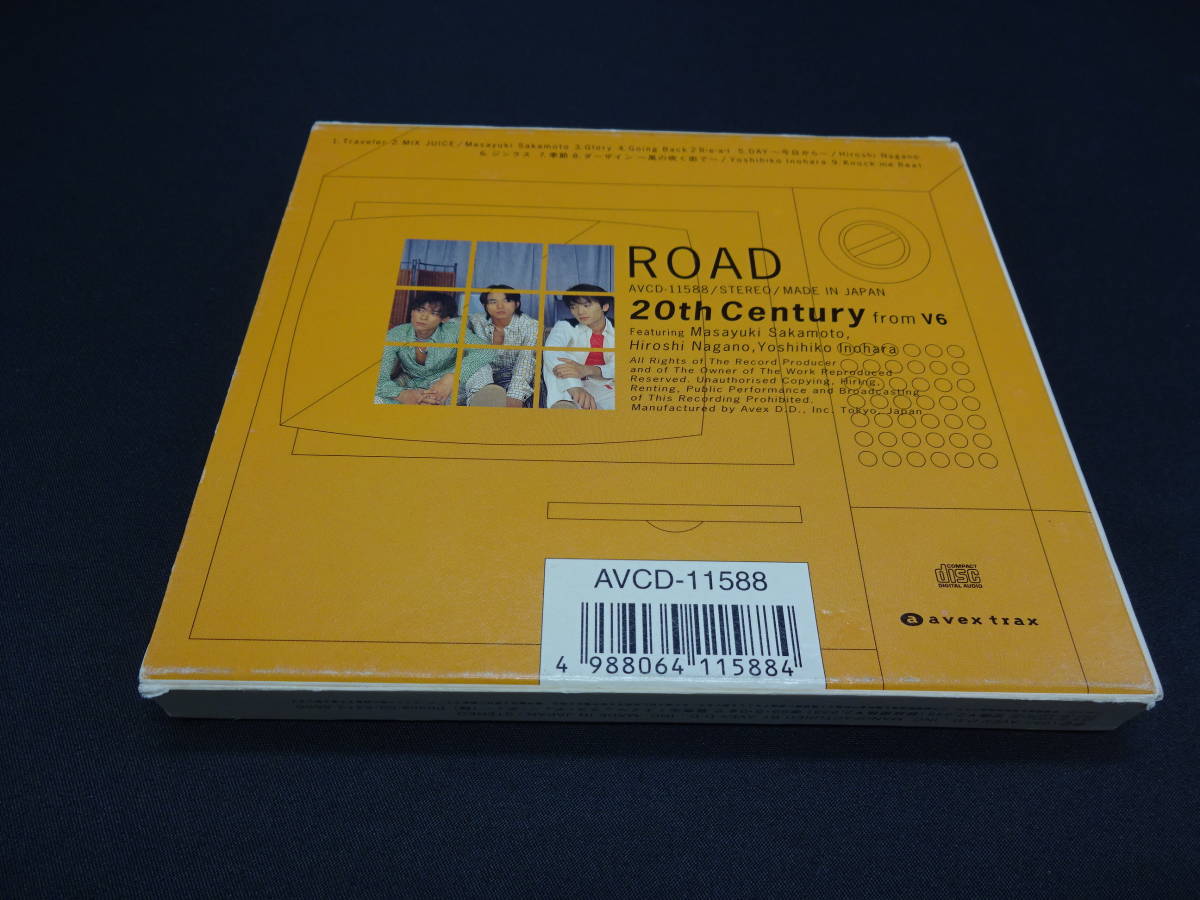 1.Traveler 2.MIX JUICE/Masayuki Sakamoto 3.Glory 4.Going Back 2 Rest 5.DAY 〜今日から〜/Hiroshi Nagano
6.ジンクス 7.季節 8.ダーザイン 〜風の吹く街で〜/Yoshihiko Inohara 9.Knock me Real
ROAD
AVCD-11588/STEREO/MADE IN JAPAN
20th Century from V6
Featuring Masayuki Sakamoto,
Hiroshi Nagano,Yoshihiko Inohara
All Rights of The Record Producer
and of The Owner of The Work Reproduced
Reserved. Unauthorised Copying, Hiring,
Renting, Public Performance and Broadcasting
of This Recording Prohibited.
Manufactured by Avex D.D., Inc. Tokyo, Japan
COMPACT
disc
DIGITAL AUDIO
a avex trax
AVCD-11588
4 988064 115884